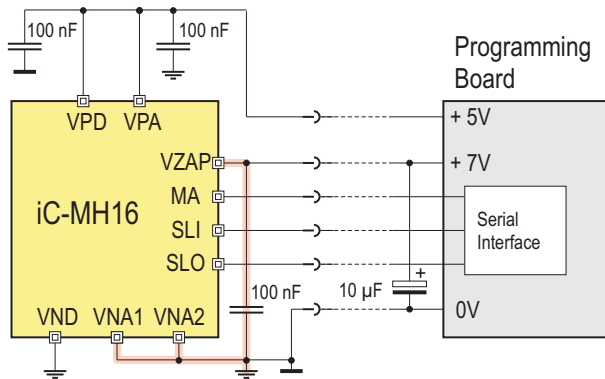 100 nF
100 nF
Programming
Board
VPD
VPA
+ 5V
VZAP
+ 7V
iC-MH16
MA
SLI
Serial
Interface
SLO
100 nF
10 µF
+
0V
VND
VNA1
VNA2